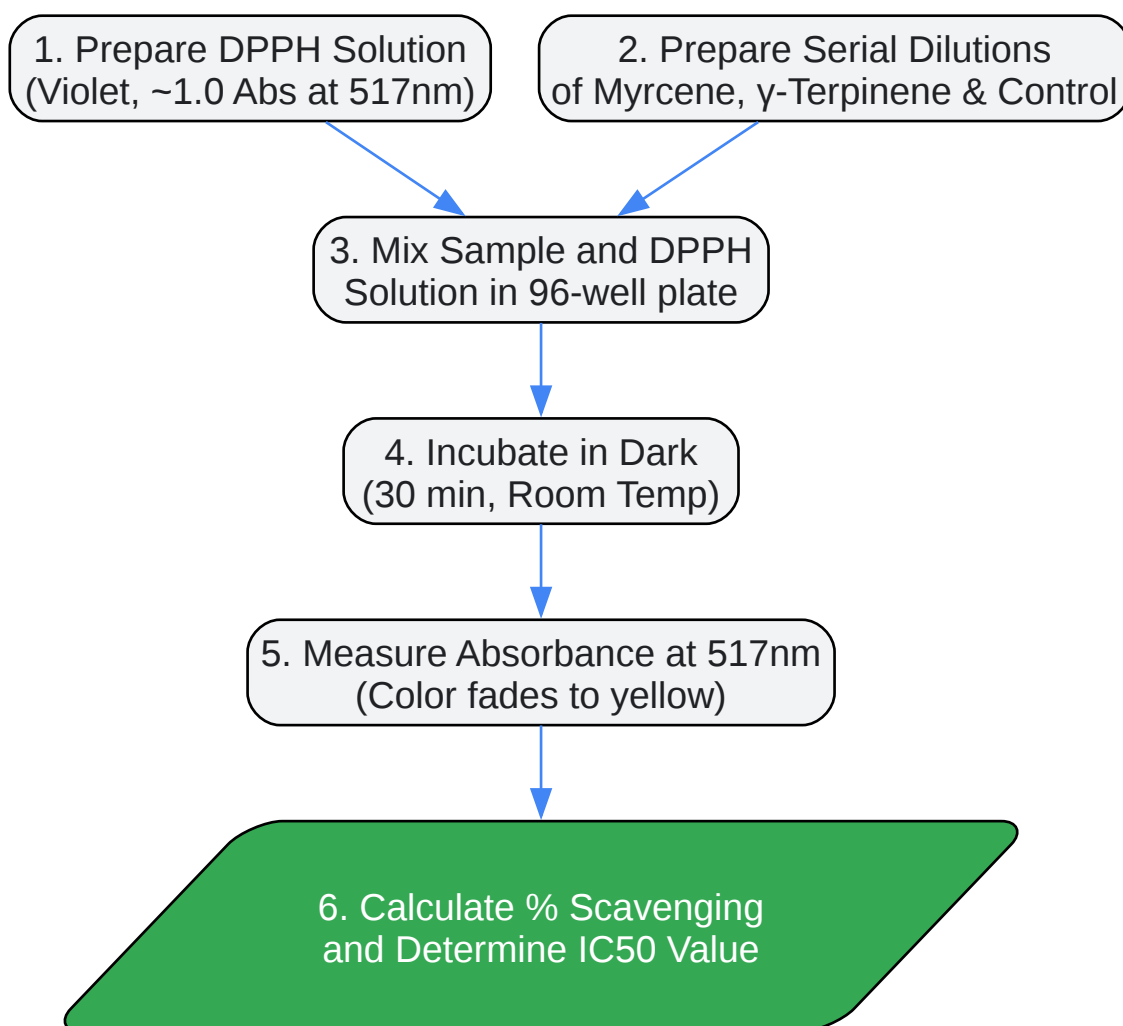 1. Prepare DPPH Solution
(Violet, ~1.0 Abs at 517nm)
2. Prepare Serial Dilutions
of Myrcene, γ-Terpinene & Control
3. Mix Sample and DPPH
Solution in 96-well plate
4. Incubate in Dark
(30 min, Room Temp)
5. Measure Absorbance at 517nm
(Color fades to yellow)
6. Calculate % Scavenging
and Determine IC50 Value